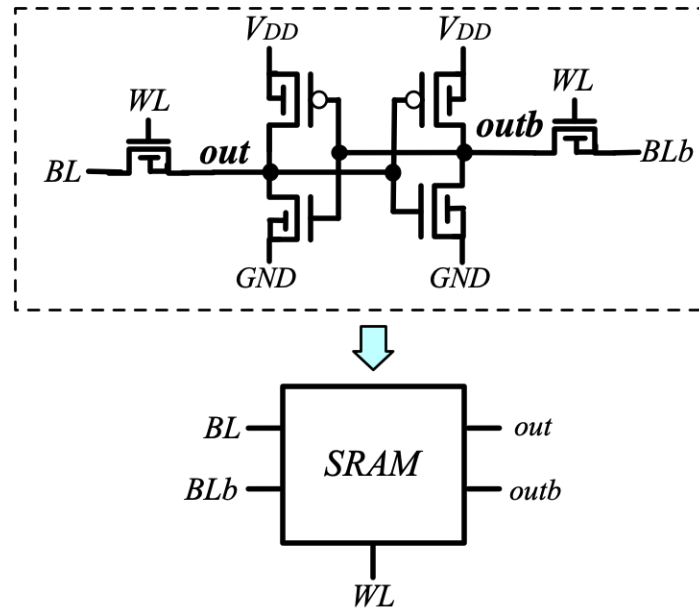 VDD VDD
WL WL
out outb
BL BLb
GND GND
BL out
SRAM
BLb outb
WL